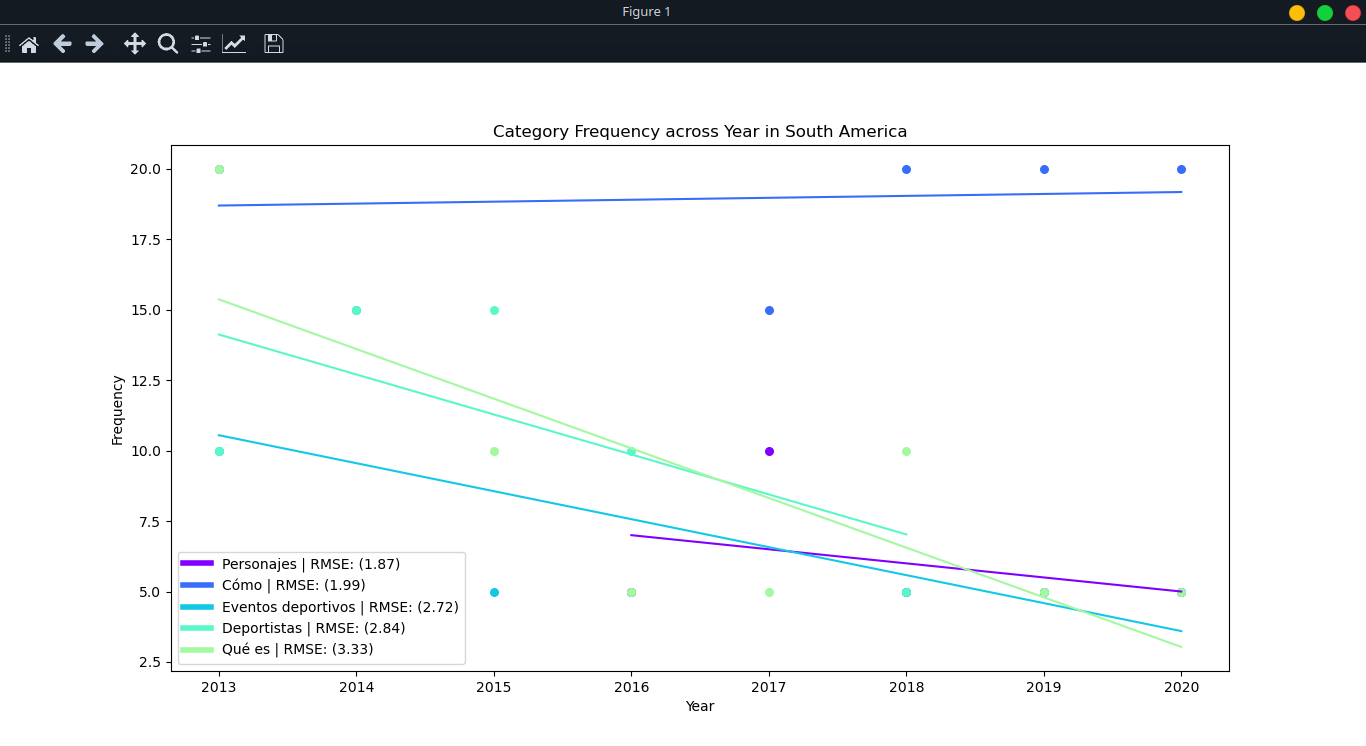 Figure 1
Category Frequency across Year in South America
20.0
17.5
15.0
12.5
10.0
7.5
5.0
2.5
Frequency
Personajes | RMSE: (1.87)
Cómo | RMSE: (1.99)
Eventos deportivos | RMSE: (2.72)
Deportistas | RMSE: (2.84)
Qué es | RMSE: (3.33)
2013 2014 2015 2016 2017 2018 2019 2020
Year